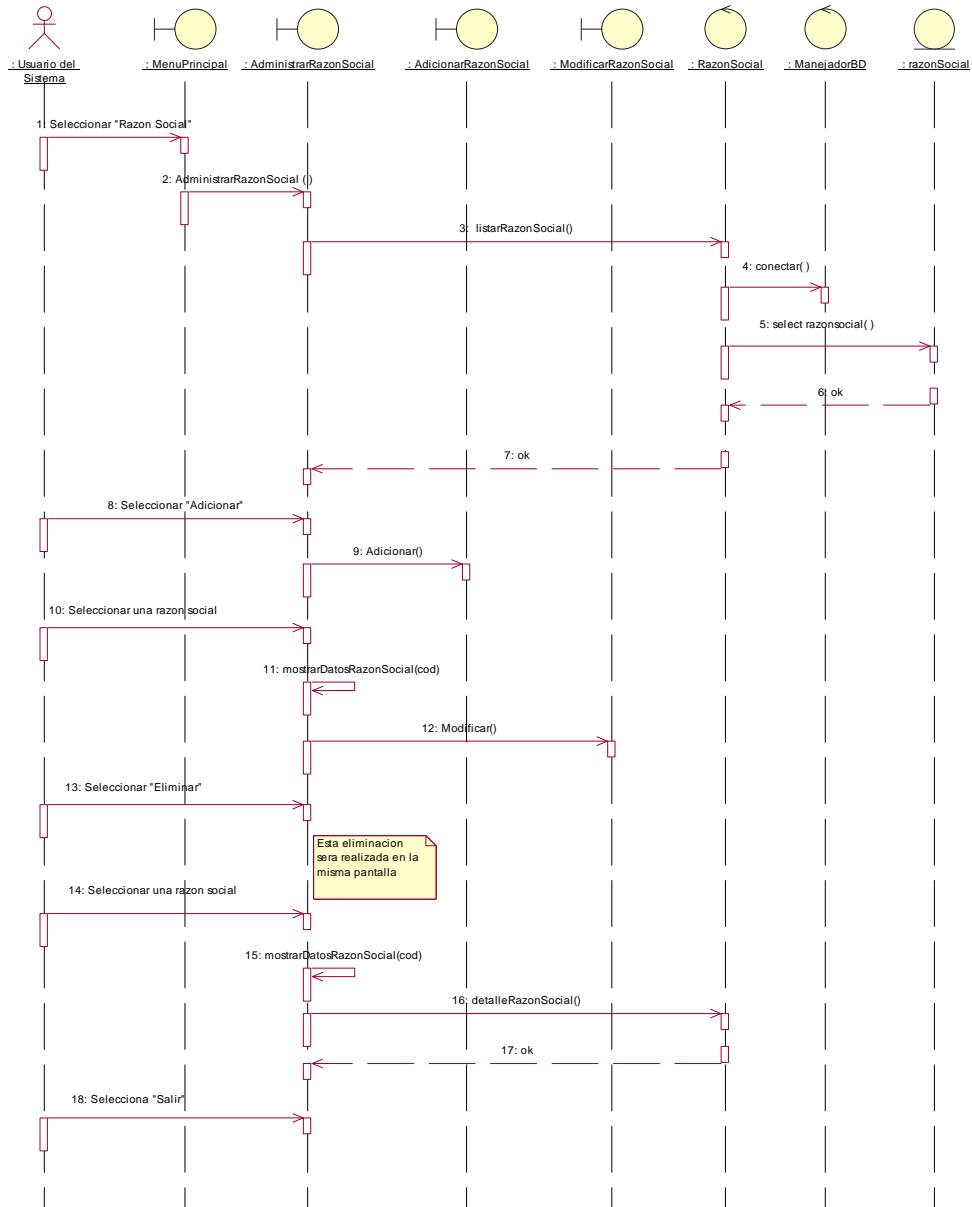 : Usuario del
Sistema
: MenuPrincipal
: AdministrarRazonSocial
: AdicionarRazonSocial
: ModificarRazonSocial
: RazonSocial
: ManejadorBD
: razonSocial
1: Seleccionar "Razon Social"
2: AdministrarRazonSocial ( )
3: listarRazonSocial()
4: conectar( )
5: select razonsocial( )
6: ok
7: ok
8: Seleccionar "Adicionar"
9: Adicionar()
10: Seleccionar una razon social
11: mostrarDatosRazonSocial(cod)
12: Modificar()
13: Seleccionar "Eliminar"
Esta eliminacion
sera realizada en la
misma pantalla
14: Seleccionar una razon social
15: mostrarDatosRazonSocial(cod)
16: detalleRazonSocial()
17: ok
18: Selecciona "Salir"